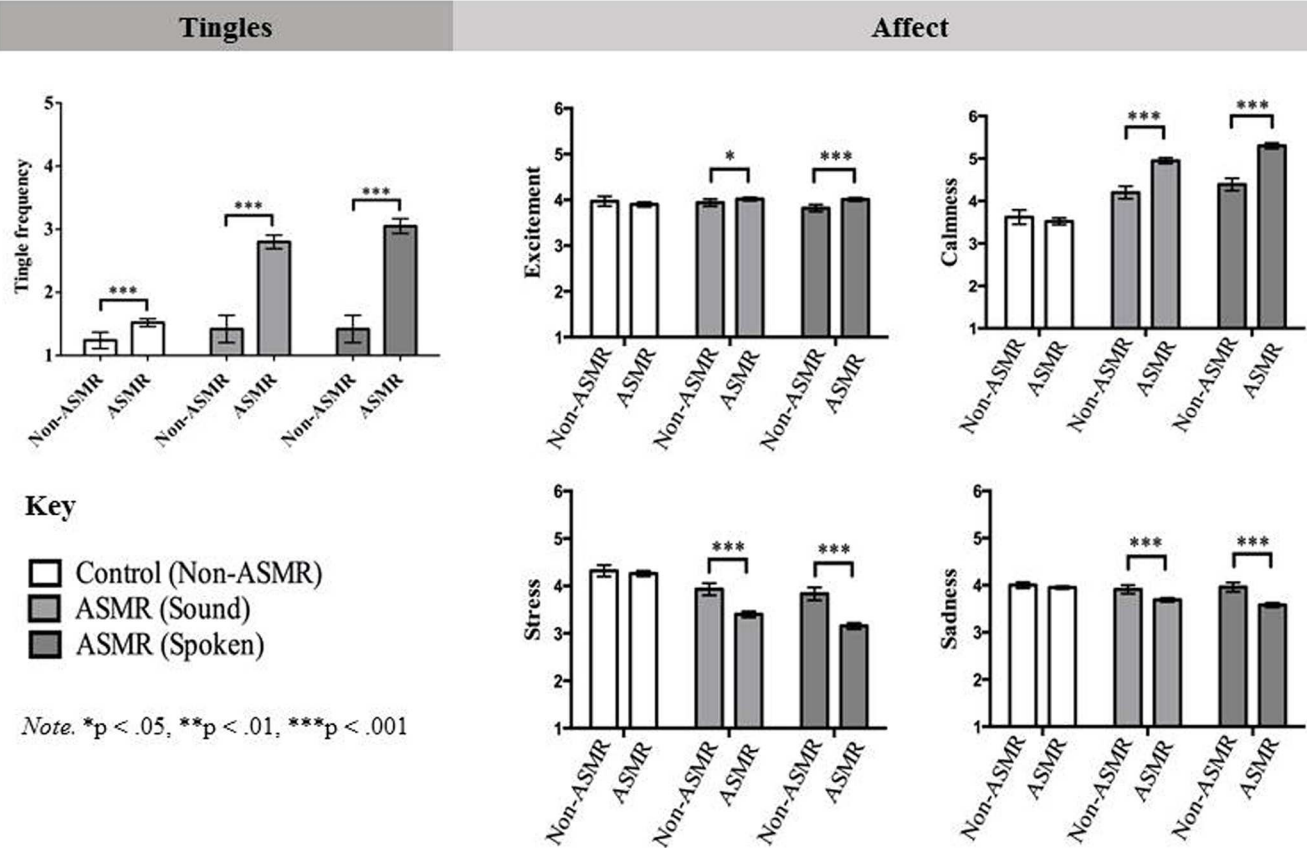 Tingles
Affect
5
4
3
2
1
Tingle frequency
***
***
***
Non-ASMR
ASMR
Non-ASMR
ASMR
Non-ASMR
ASMR
6
5
4
3
2
1
Excitement
*
***
Non-ASMR
ASMR
Non-ASMR
ASMR
Non-ASMR
ASMR
6
5
4
3
2
1
Calmness
***
***
Non-ASMR
ASMR
Non-ASMR
ASMR
Non-ASMR
ASMR
Key
Control (Non-ASMR)
ASMR (Sound)
ASMR (Spoken)
Note. *p < .05, **p < .01, ***p < .001
6
5
4
3
2
1
Stress
***
***
Non-ASMR
ASMR
Non-ASMR
ASMR
Non-ASMR
ASMR
6
5
4
3
2
1
Sadness
***
***
Non-ASMR
ASMR
Non-ASMR
ASMR
Non-ASMR
ASMR